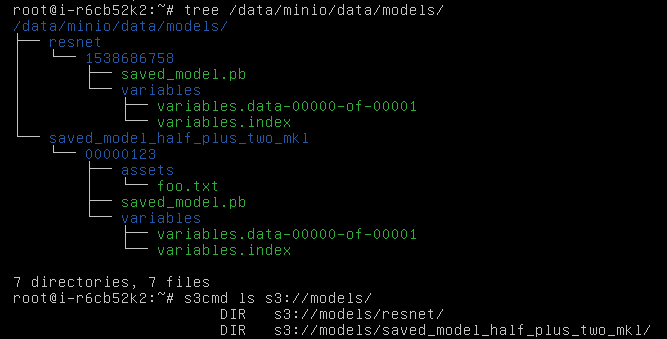 root@i-r6cb52k2:~# tree /data/minio/data/models/
/data/minio/data/models/
├── resnet
│   └── 1538686758
│       ├── saved_model.pb
│       └── variables
│           ├── variables.data-00000-of-00001
│           └── variables.index
└── saved_model_half_plus_two_mkl
    └── 00000123
        ├── assets
        │   └── foo.txt
        ├── saved_model.pb
        └── variables
            ├── variables.data-00000-of-00001
            └── variables.index

7 directories, 7 files
root@i-r6cb52k2:~# s3cmd ls s3://models/
                       DIR   s3://models/resnet/
                       DIR   s3://models/saved_model_half_plus_two_mkl/